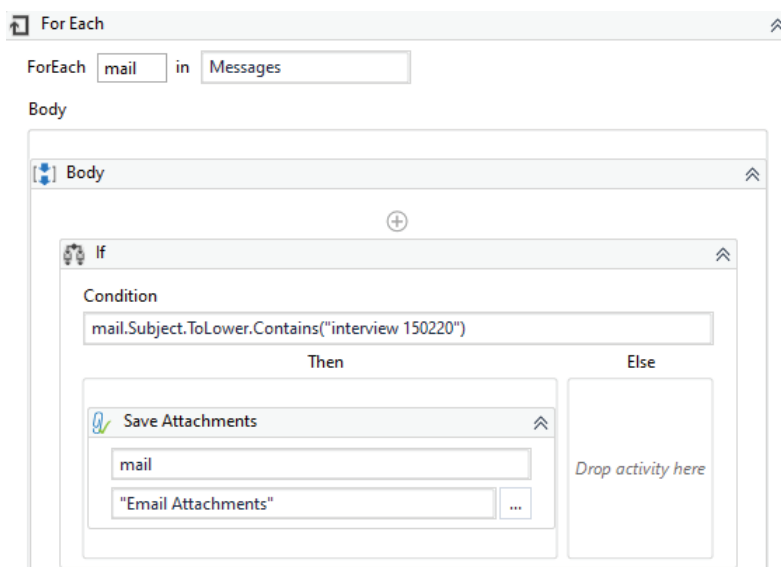 For Each
ForEach mail in Messages
Body
Body
If
Condition
mail.Subject.ToLower.Contains("interview 150220")
Then Else
Save Attachments
mail
Drop activity here
"Email Attachments" ...